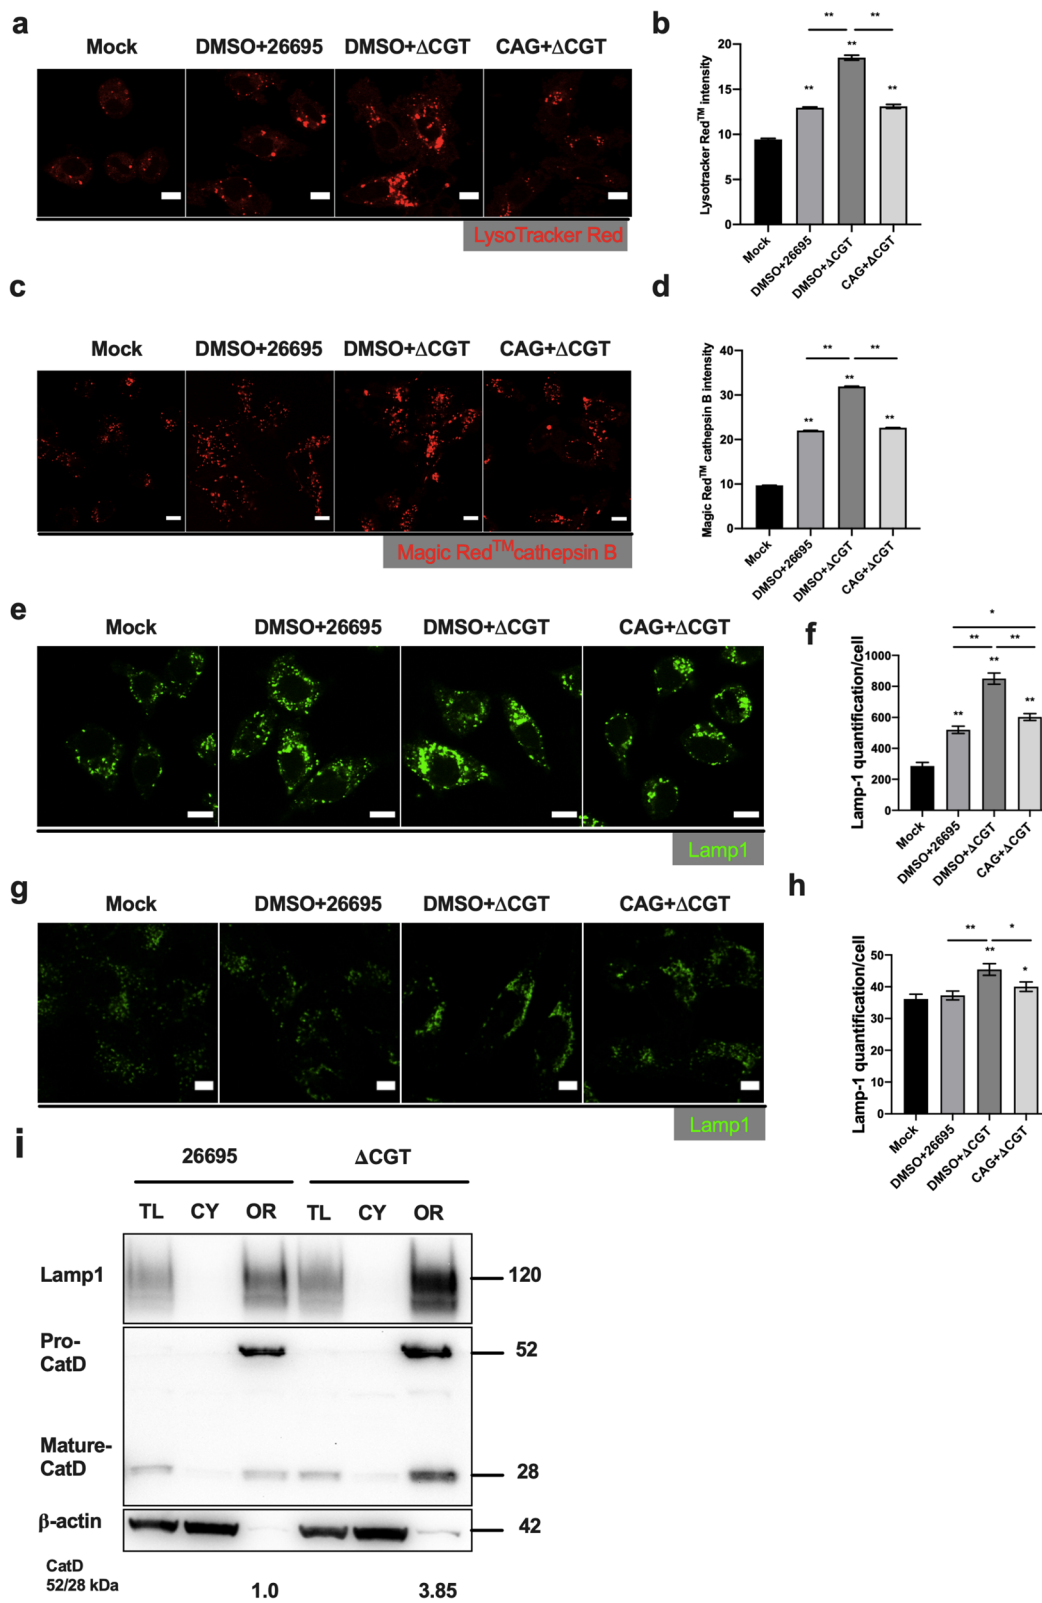 a
Mock DMSO+26695 DMSO+ΔCGT CAG+ΔCGT
LysoTracker Red
b
** **
Lysotracker Red™ intensity
20
15
10
5
0
** ** **
Mock
DMSO+26695
DMSO+ΔCGT
CAG+ΔCGT
c
Mock DMSO+26695 DMSO+ΔCGT CAG+ΔCGT
Magic Red™cathepsin B
d
Magic Red™ cathepsin B intensity
40
30
20
10
0
** **
** ** **
Mock
DMSO+26695
DMSO+ΔCGT
CAG+ΔCGT
e
Mock DMSO+26695 DMSO+ΔCGT CAG+ΔCGT
Lamp1
f
*
** **
Lamp-1 quantification/cell
1000
800
600
400
200
0
** ** **
Mock
DMSO+26695
DMSO+ΔCGT
CAG+ΔCGT
g
Mock DMSO+26695 DMSO+ΔCGT CAG+ΔCGT
Lamp1
h
** *
Lamp-1 quantification/cell
50
40
30
20
10
0
** *
Mock
DMSO+26695
DMSO+ΔCGT
CAG+ΔCGT
i
26695 ΔCGT
TL CY OR TL CY OR
Lamp1 120
Pro-
CatD 52
Mature-
CatD 28
β-actin 42
CatD
52/28 kDa 1.0 3.85